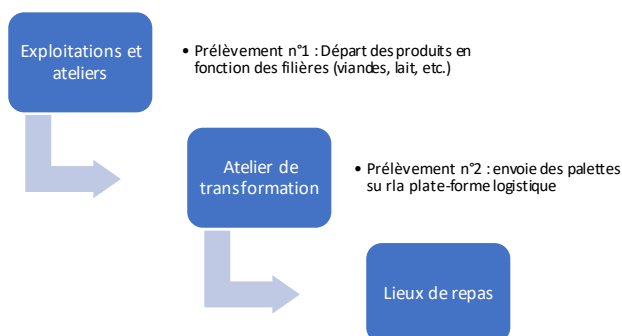 Exploitations et
ateliers
• Prélèvement n°1 : Départ des produits en
fonction des filières (viandes, lait, etc.)
Atelier de
transformation
• Prélèvement n°2 : envoie des palettes
su rla plate-forme logistique
Lieux de repas